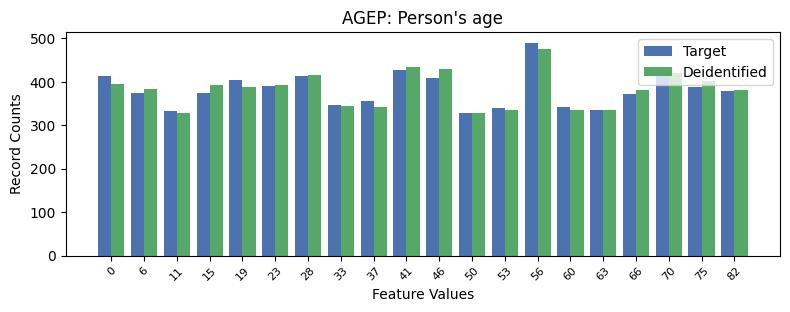 AGEP: Person's age
Target
Deidentified
Record Counts
500
400
300
200
100
0
0 6 11 15 19 23 28 33 37 41 46 50 53 56 60 63 66 70 75 82
Feature Values